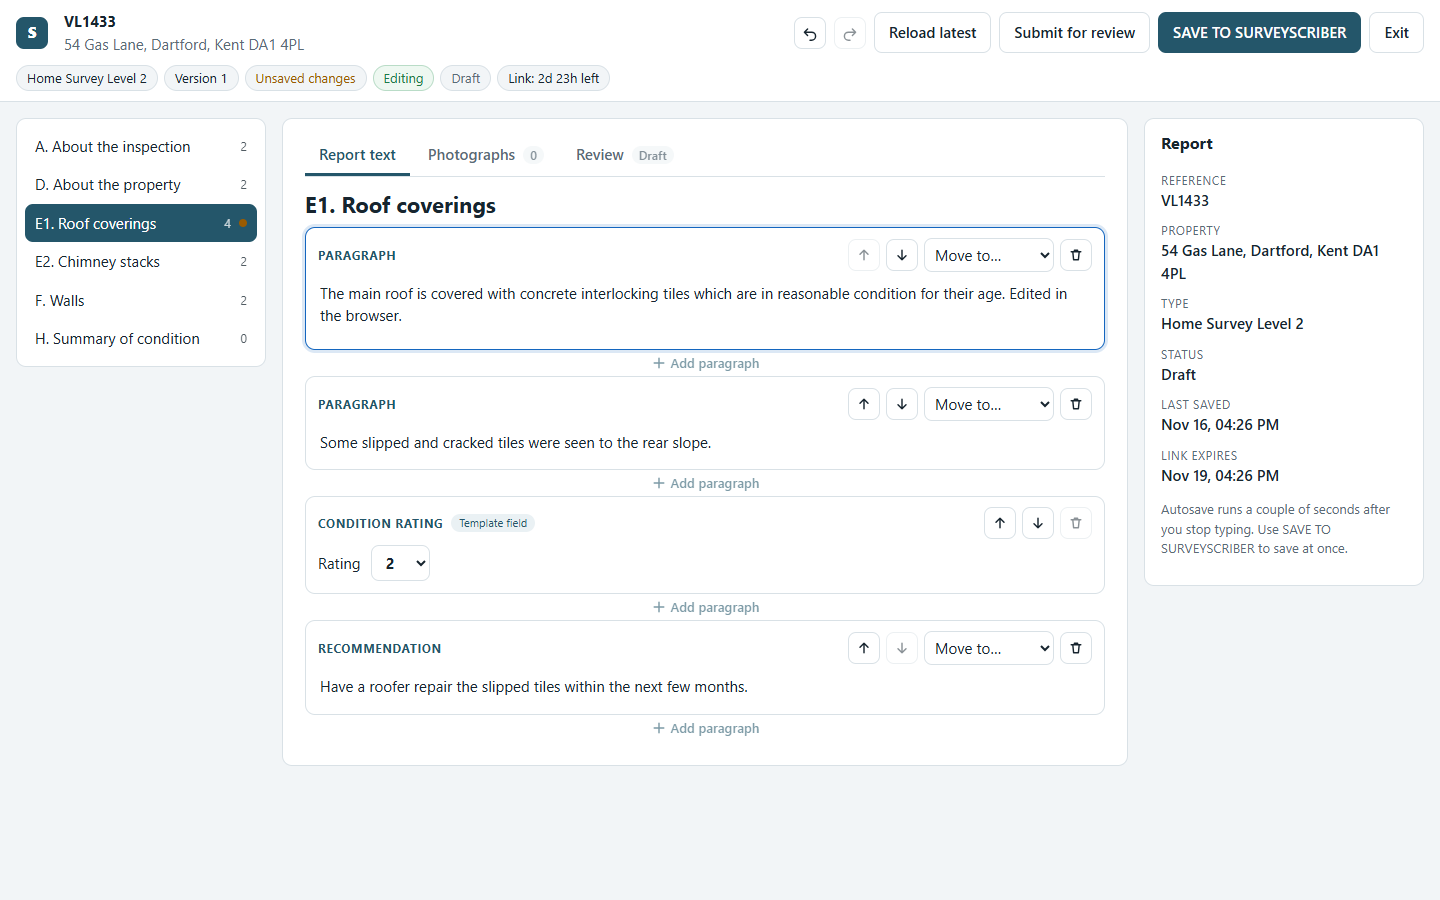 S
VL1433
54 Gas Lane, Dartford, Kent DA1 4PL
Reload latest
Submit for review
SAVE TO SURVEYSCRIBER
Exit
Home Survey Level 2
Version 1
Unsaved changes
Editing
Draft
Link: 2d 23h left
A. About the inspection 2
D. About the property 2
E1. Roof coverings 4
E2. Chimney stacks 2
F. Walls 2
H. Summary of condition 0
Report text
Photographs 0
Review Draft
E1. Roof coverings
PARAGRAPH
Move to...
The main roof is covered with concrete interlocking tiles which are in reasonable condition for their age. Edited in
the browser.
+ Add paragraph
PARAGRAPH
Move to...
Some slipped and cracked tiles were seen to the rear slope.
+ Add paragraph
CONDITION RATING Template field
Rating 2
+ Add paragraph
RECOMMENDATION
Move to...
Have a roofer repair the slipped tiles within the next few months.
+ Add paragraph
Report
REFERENCE
VL1433
PROPERTY
54 Gas Lane, Dartford, Kent DA1
4PL
TYPE
Home Survey Level 2
STATUS
Draft
LAST SAVED
Nov 16, 04:26 PM
LINK EXPIRES
Nov 19, 04:26 PM
Autosave runs a couple of seconds after
you stop typing. Use SAVE TO
SURVEYSCRIBER to save at once.